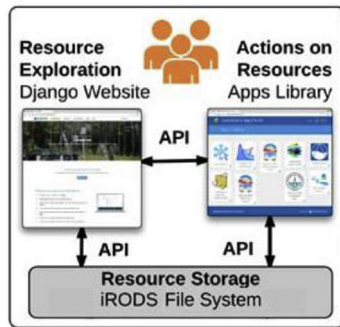 Resource
Exploration
Django Website
Actions on
Resources
Apps Library
API
API
API
Resource Storage
iRODS File System